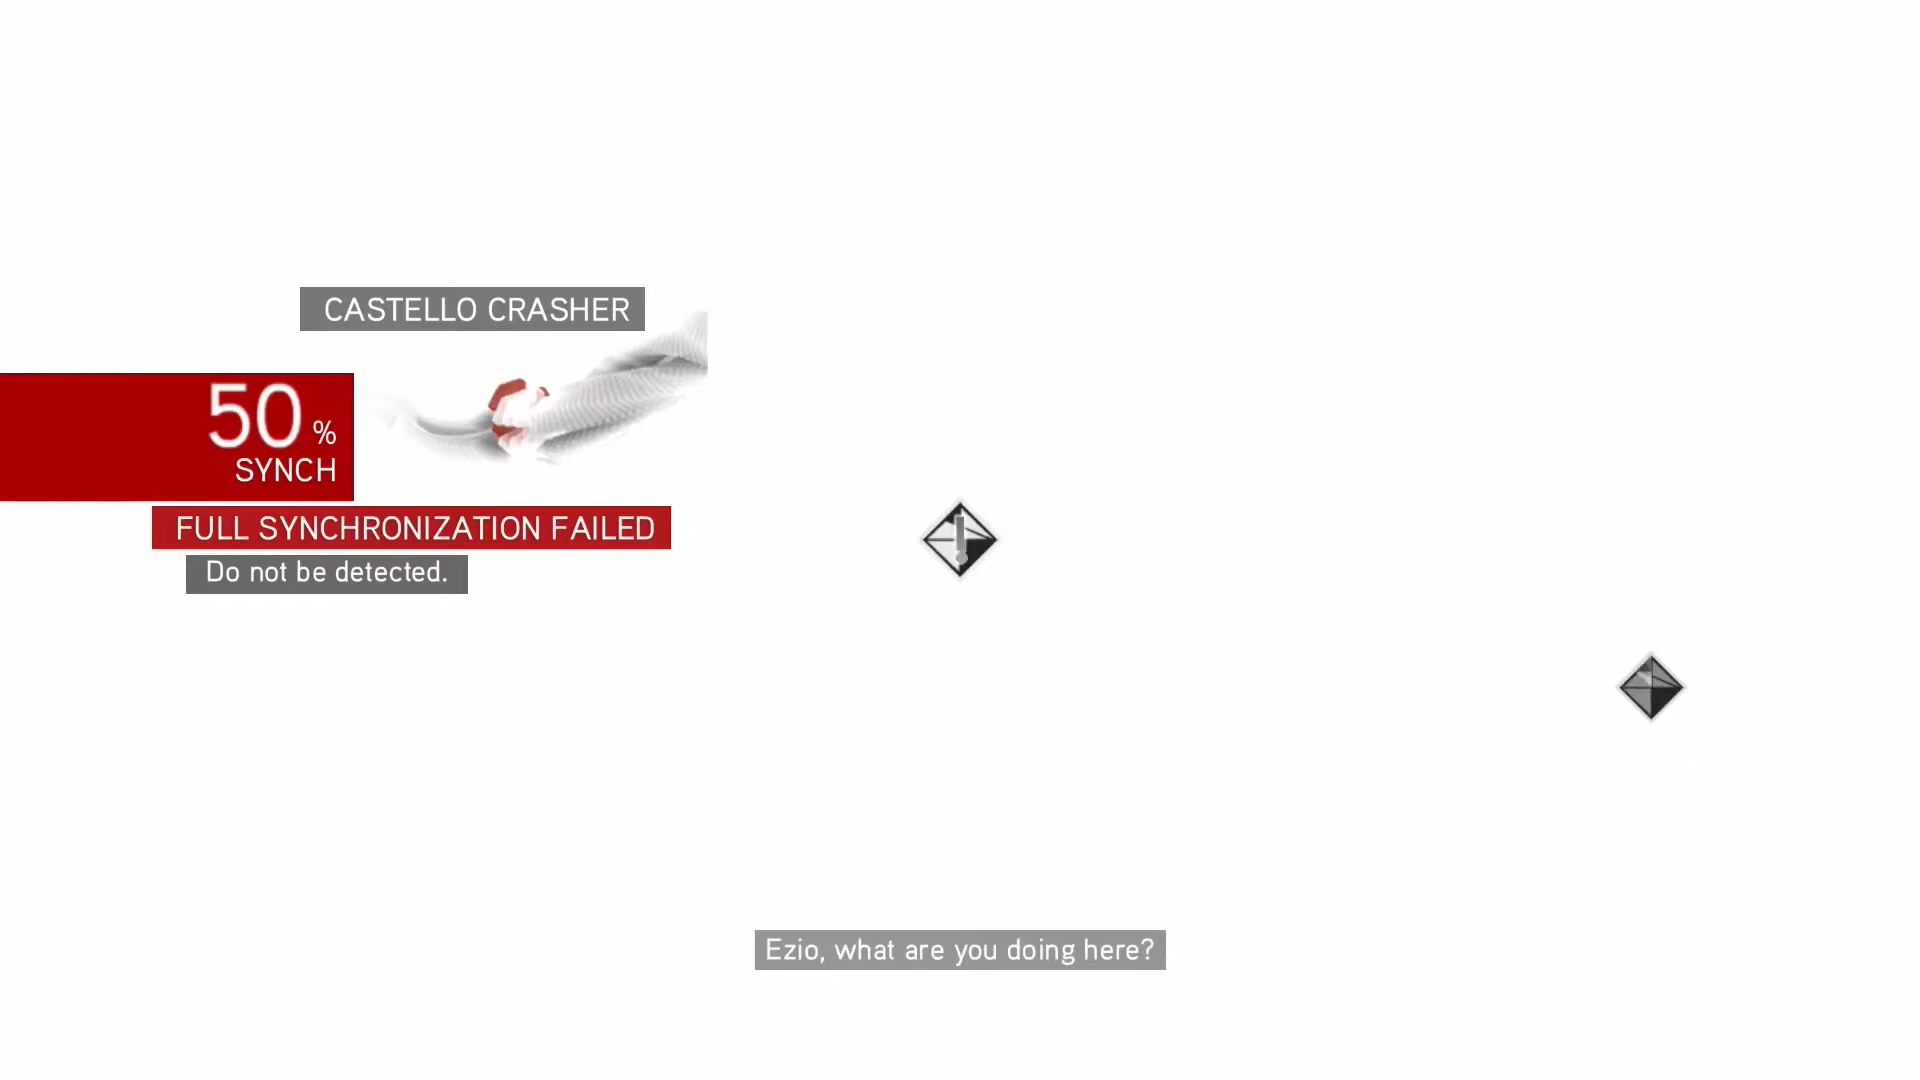 CASTELLO CRASHER
50 %
SYNCH
FULL SYNCHRONIZATION FAILED
Do not be detected.
Ezio, what are you doing here?